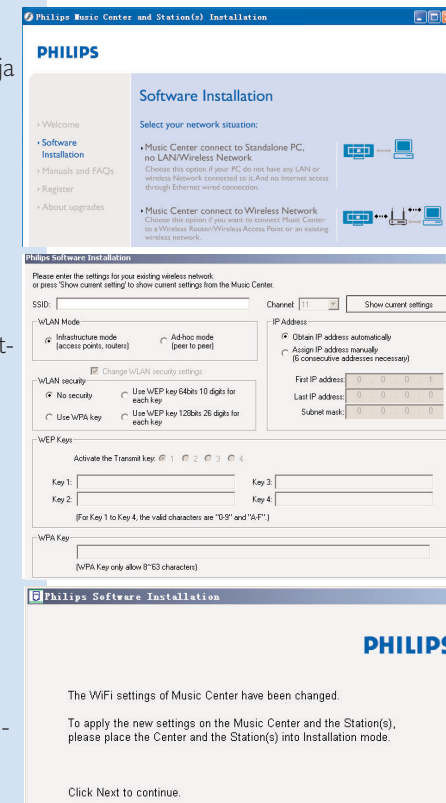 Philips Music Center and Station(s) Installation
PHILIPS
ja
Software Installation
Welcome
Software
Installation
Manuals and FAQs
Register
About upgrades
Select your network situation:
Music Center connect to Standalone PC,
no LAN/Wireless Network
Choose this option if your PC do not have any LAN or
wireless Network connected to it. And no Internet access
through Ethernet wired connection.
Music Center connect to Wireless Network
Choose this option if you want to connect Music Center
to a Wireless Router/Wireless Access Point or an existing
wireless network.
Philips Software Installation
Please enter the settings for your existing wireless network
or press 'Show current setting' to show current settings from the Music Center.
SSID:
Channel: 11
Show current settings
WLAN Mode
Infrastructure mode
(access points, routers)
Ad-hoc mode
(peer to peer)
IP Address
Obtain IP address automatically
Assign IP address manually
(6 consecutive addresses necessary)
t-
Change WLAN security settings
WLAN security
No security
Use WEP key 64bits 10 digits for
each key
Use WPA key
Use WEP key 128bits 26 digits for
each key
First IP address: 0 . 0 . 0 . 1
Last IP address: 0 . 0 . 0 . 0
Subnet mask: 0 . 0 . 0 . 0
WEP Keys
Activate the Transmit key: 1 2 3 4
Key 1:
Key 3:
Key 2:
Key 4:
(For Key 1 to Key 4, the valid characters are "0-9" and "A-F".)
WPA Key
(WPA Key only allow 8~63 characters)
Philips Software Installation
PHILIPS
The WiFi settings of Music Center have been changed.
To apply the new settings on the Music Center and the Station(s),
please place the Center and the Station(s) into Installation mode.
-
Click Next to continue.